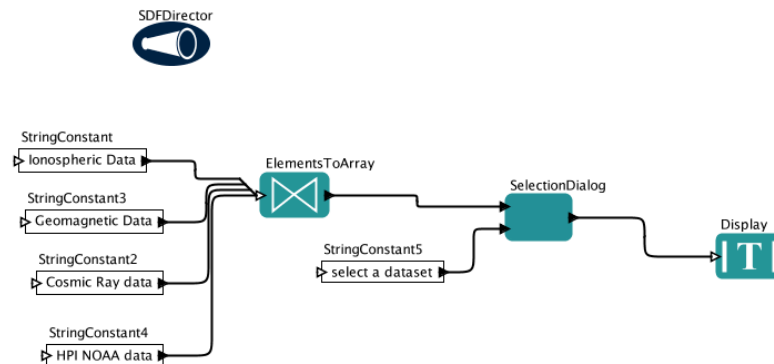 SDFDirector
StringConstant
Ionospheric Data
ElementsToArray
StringConstant3
Geomagnetic Data
SelectionDialog
Display
T
StringConstant2
Cosmic Ray data
StringConstant5
select a dataset
StringConstant4
HPI NOAA data